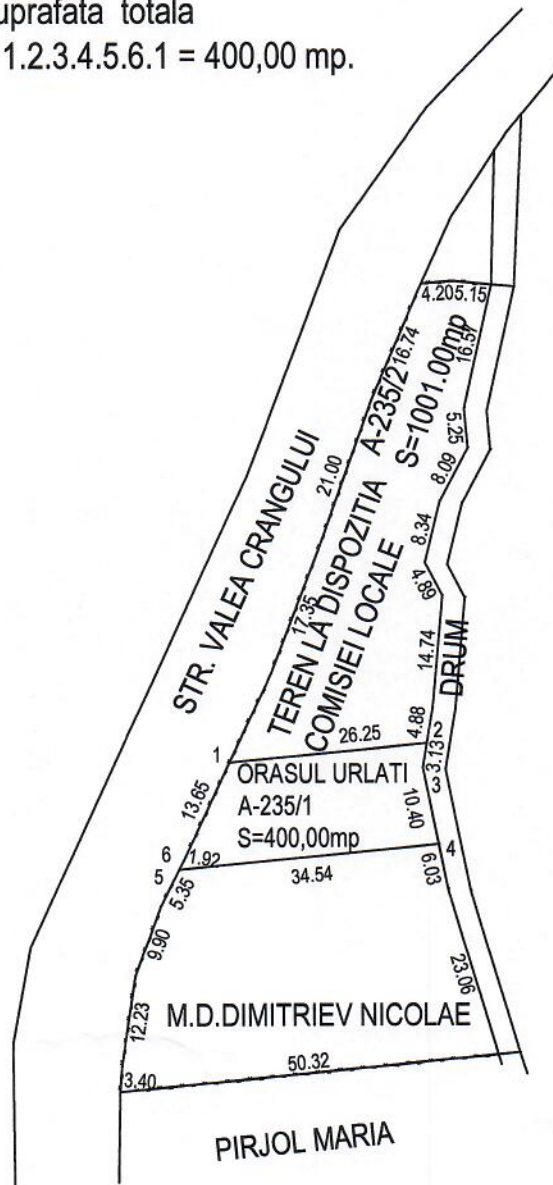 uprafata totala
1.2.3.4.5.6.1 = 400,00 mp.
4.20
5.15
16.74
16.57
A-235/2
S=1001.00mp
5.25
8.09
21.00
STR. VALEA CRANGULUI
8.34
4.89
17.35
TEREN LA DISPOZITIA
COMISIEI LOCALE
14.74
DRUM
4.88
26.25
2
1
3.13
3
ORASUL URLATI
A-235/1
S=400,00mp
13.65
10.40
6
1.92
4
5
34.54
6.03
5.35
9.90
23.06
12.23
M.D.DIMITRIEV NICOLAE
50.32
3.40
PIRJOL MARIA